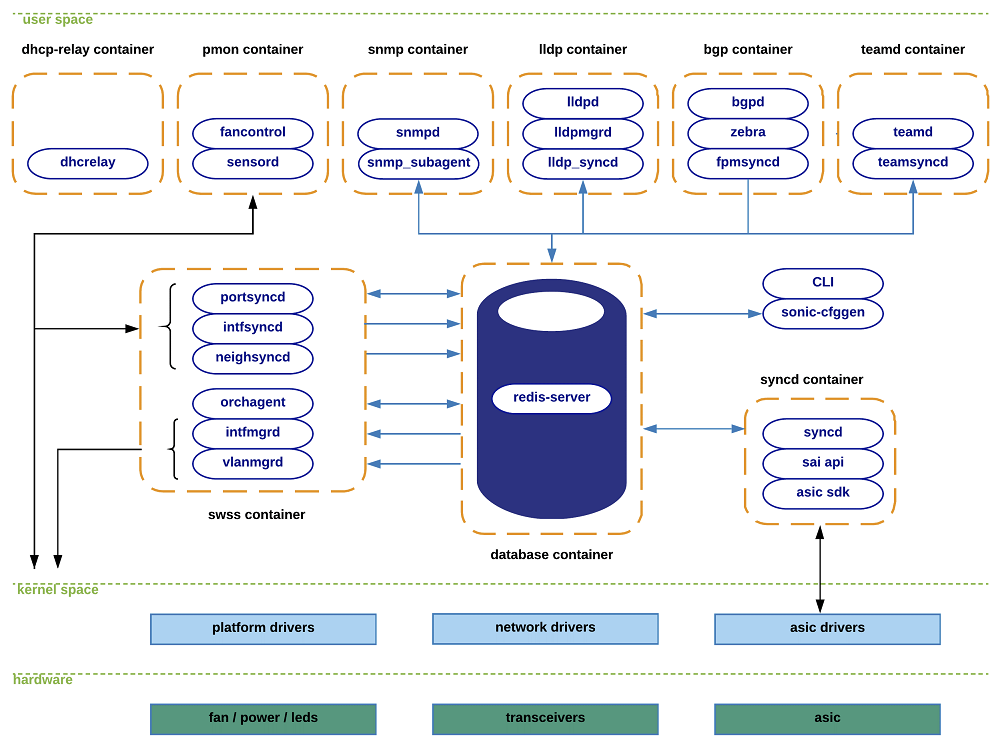 user space
dhcp-relay container
pmon container
snmp container
lldp container
bgp container
teamd container
lldpd
bgpd
fancontrol
snmpd
lldpmgrd
zebra
teamd
dhcrelay
sensord
snmp_subagent
lldp_syncd
fpmsyncd
teamsyncd
portsyncd
intfsyncd
neighsyncd
orchagent
intfmgrd
vlanmgrd
swss container
redis-server
database container
CLI
sonic-cfggen
syncd container
syncd
sai api
asic sdk
kernel space
platform drivers
network drivers
asic drivers
hardware
fan / power / leds
transceivers
asic